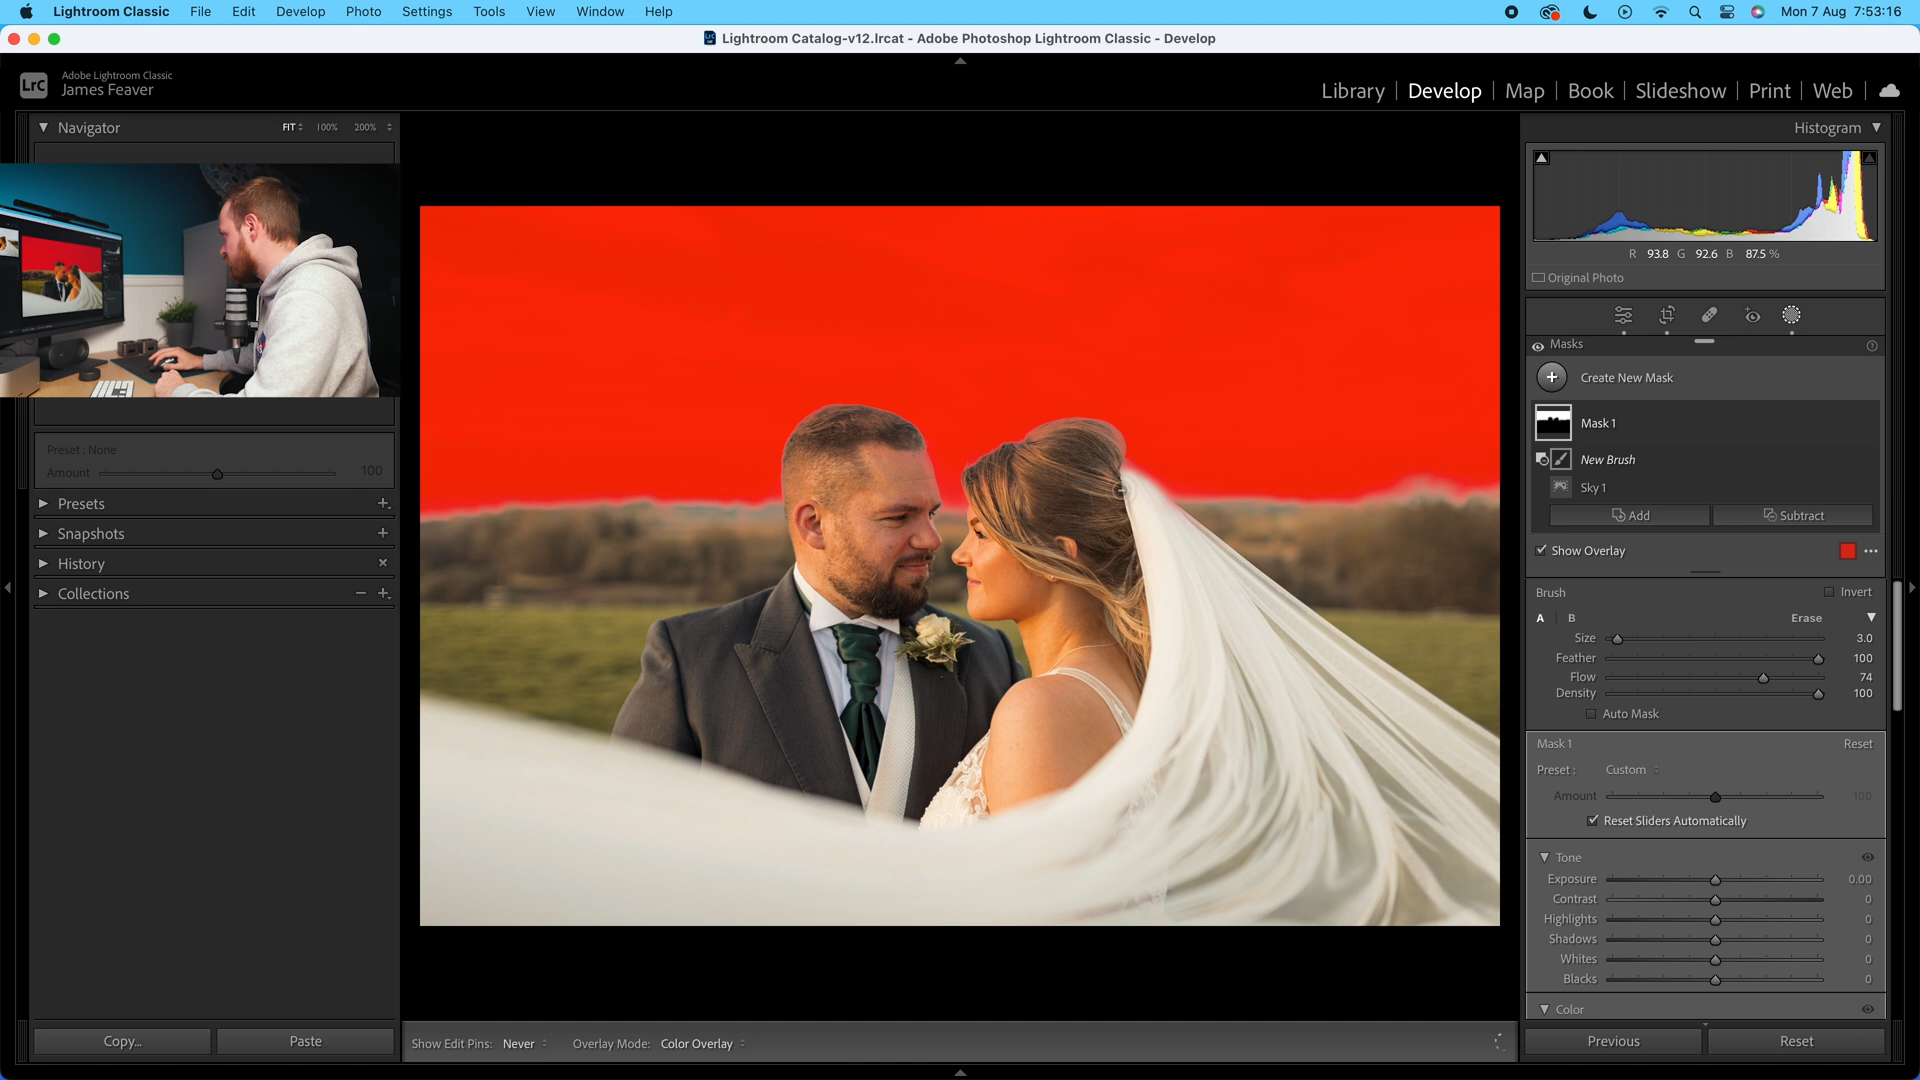 Lightroom Classic File Edit Develop Photo Settings Tools View Window Help Mon 7 Aug 7:53:16
Lightroom Catalog-v12.lrcat - Adobe Photoshop Lightroom Classic - Develop
LrC
Adobe Lightroom Classic
James Feaver
Library Develop Map Book Slideshow Print Web
Navigator FIT 100% 200%
Preset : None
Amount 100
Presets
Snapshots
History
Collections
Copy... Paste
Show Edit Pins: Never Overlay Mode: Color Overlay
Histogram
R 93.8 G 92.6 B 87.5 %
Original Photo
Masks
Create New Mask
Mask 1
New Brush
Sky 1
Add Subtract
Show Overlay
Brush Invert
A B Erase
Size 3.0
Feather 100
Flow 74
Density 100
Auto Mask
Mask 1 Reset
Preset : Custom
Amount 100
Reset Sliders Automatically
Tone
Exposure 0.00
Contrast 0
Highlights 0
Shadows 0
Whites 0
Blacks 0
Color
Previous Reset